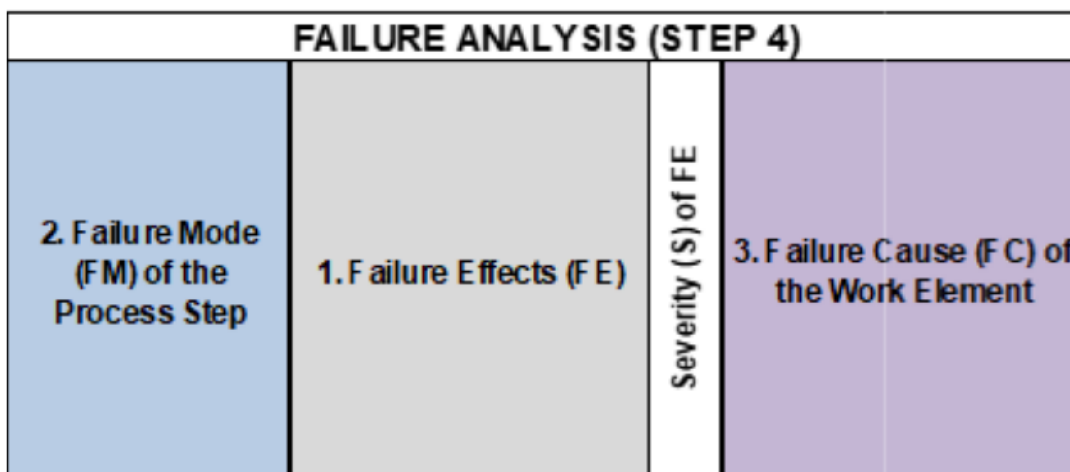 FAILURE ANALYSIS (STEP 4)
2. Failure Mode
(FM) of the
Process Step
1. Failure Effects (FE)
Severity (S) of FE
3. Failure Cause (FC) of
the Work Element